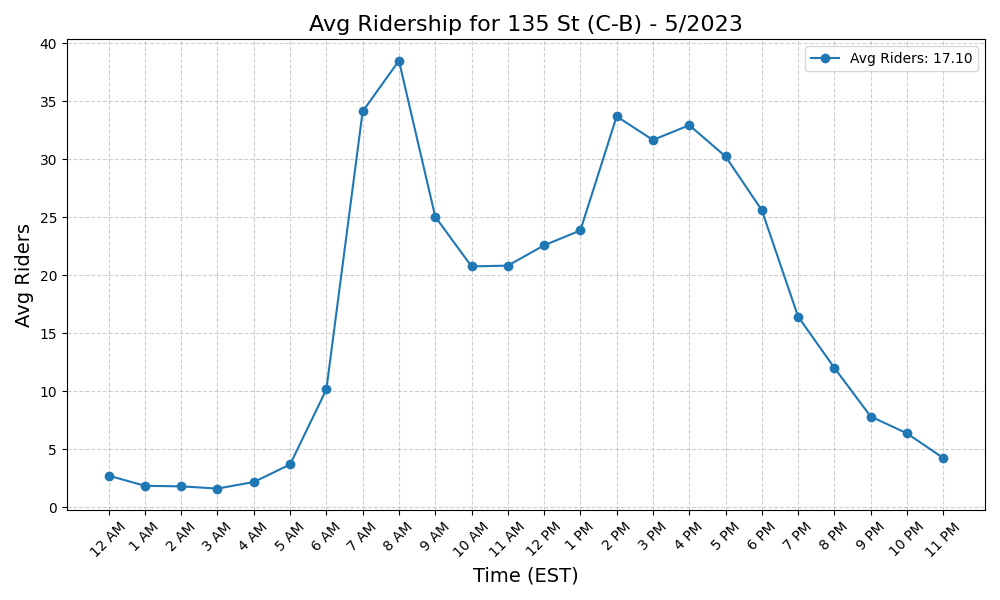 Avg Ridership for 135 St (C-B) - 5/2023
Avg Riders: 17.10
Avg Riders
40
35
30
25
20
15
10
5
0
12 AM
1 AM
2 AM
3 AM
4 AM
5 AM
6 AM
7 AM
8 AM
9 AM
10 AM
11 AM
12 PM
1 PM
2 PM
3 PM
4 PM
5 PM
6 PM
7 PM
8 PM
9 PM
10 PM
11 PM
Time (EST)